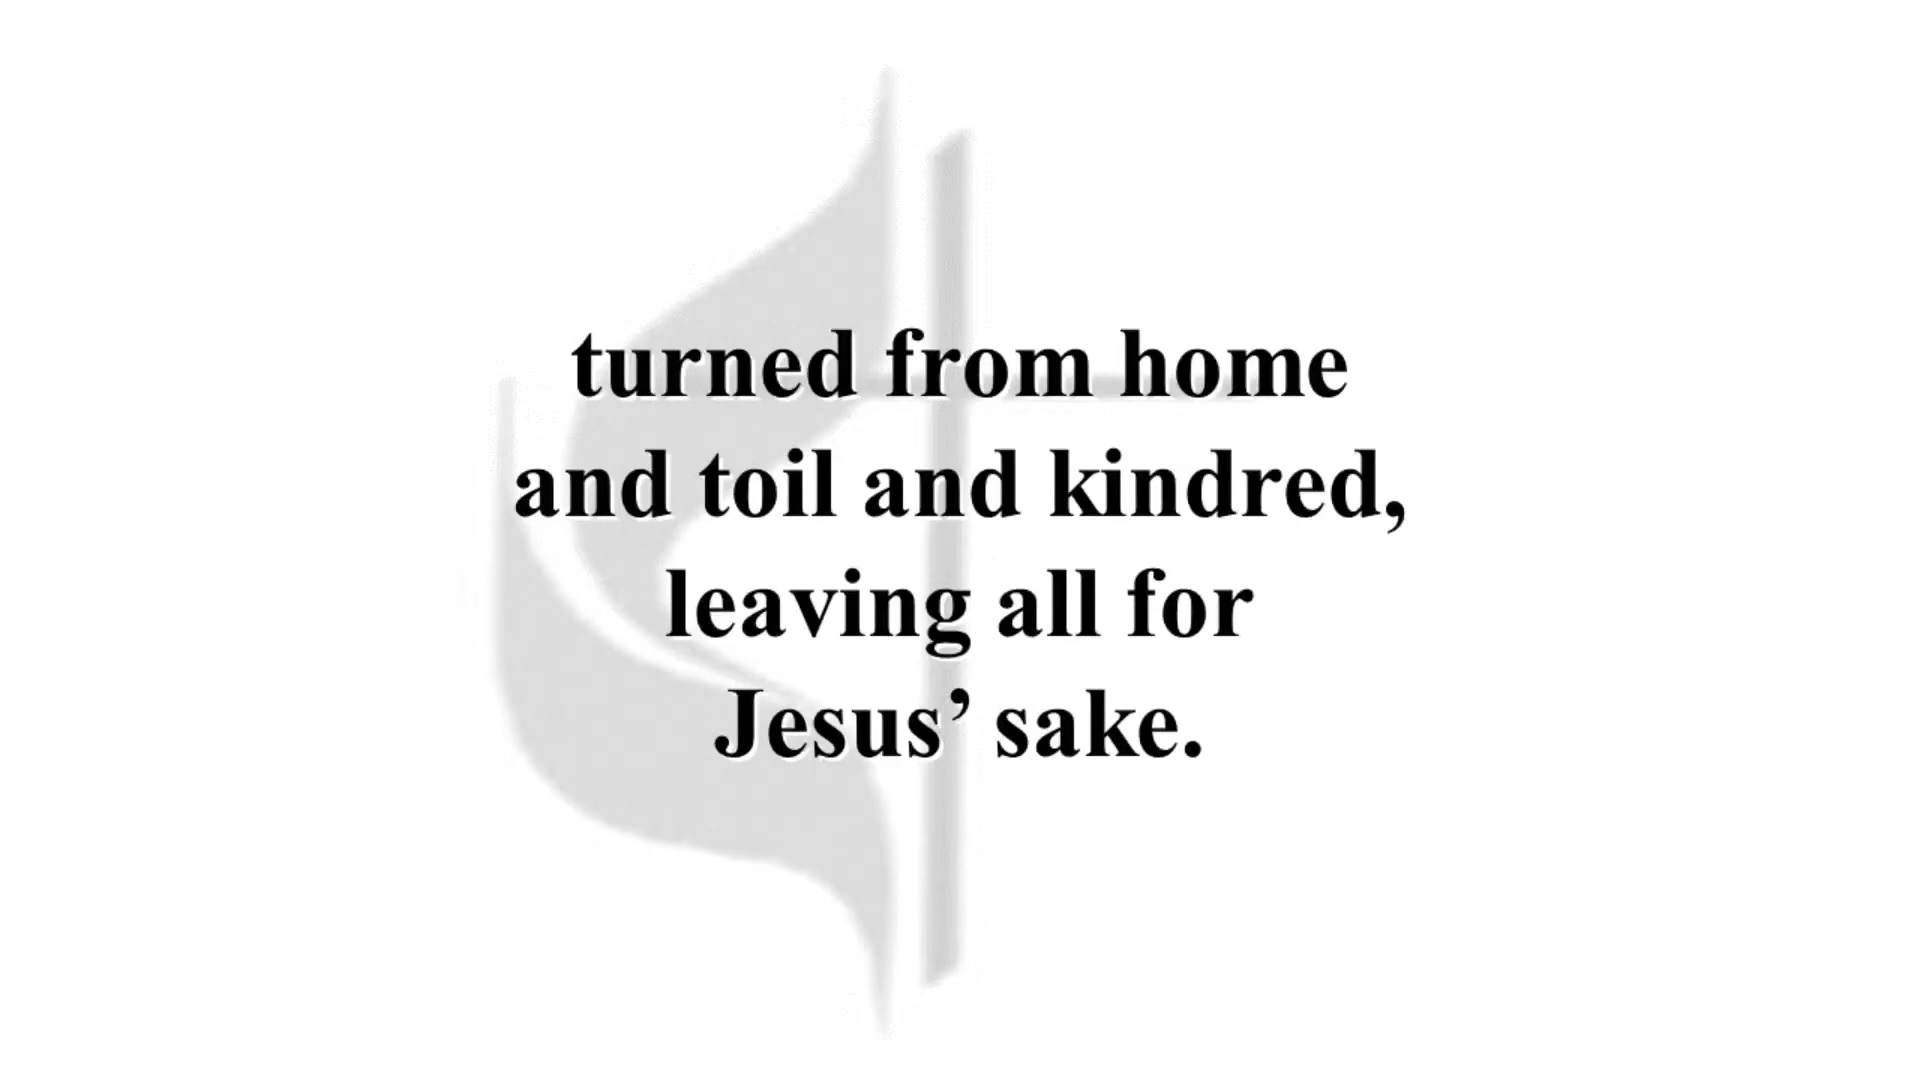 turned from home
and toil and kindred,
leaving all for
Jesus’ sake.